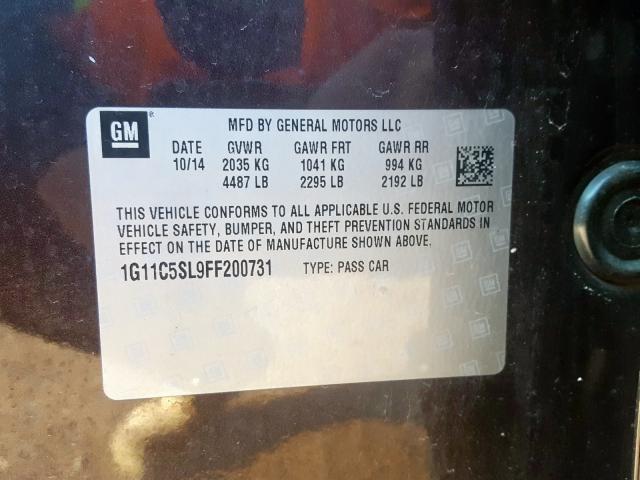 GM ®
MFD BY GENERAL MOTORS LLC
DATE GVWR GAWR FRT GAWR RR
10/14 2035 KG 1041 KG 994 KG
4487 LB 2295 LB 2192 LB
THIS VEHICLE CONFORMS TO ALL APPLICABLE U.S. FEDERAL MOTOR
VEHICLE SAFETY, BUMPER, AND THEFT PREVENTION STANDARDS IN
EFFECT ON THE DATE OF MANUFACTURE SHOWN ABOVE.
1G11C5SL9FF200731 TYPE: PASS CAR